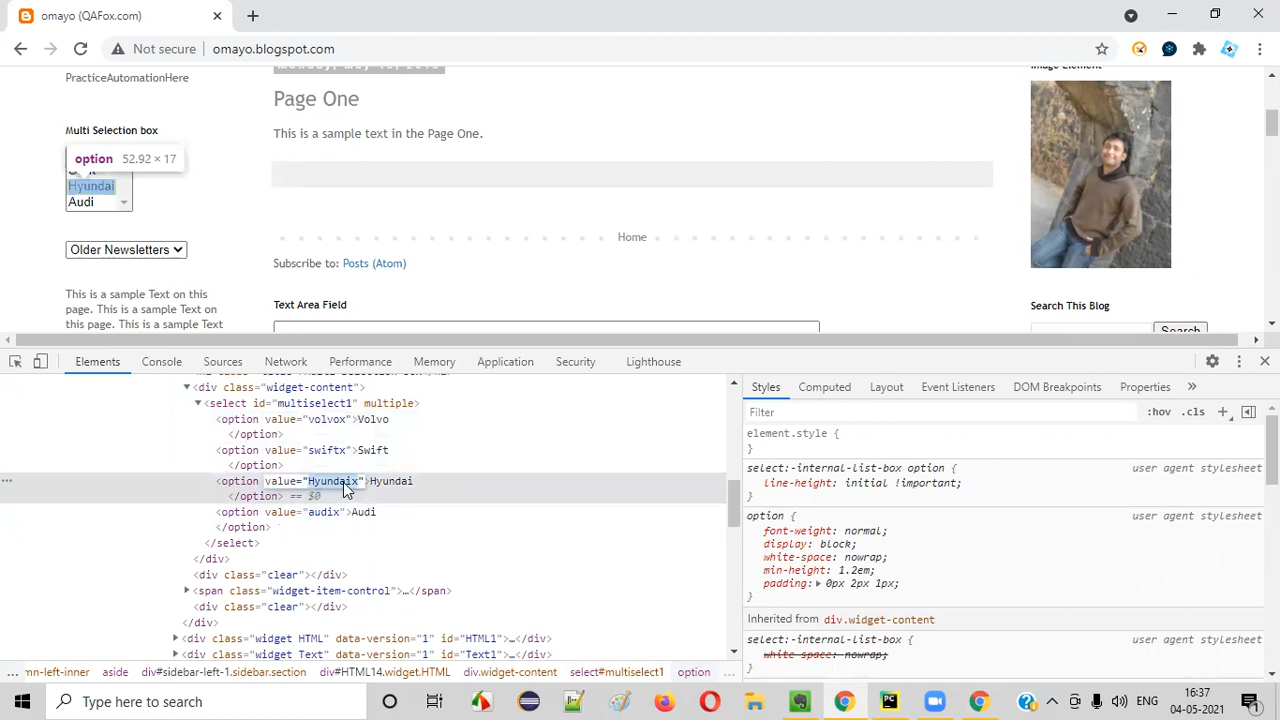 omayo (QAFox.com)
Not secure
omayo.blogspot.com
PracticeAutomationHere
Multi Selection box
option 52.92 × 17
Hyundai
Audi
Older Newsletters
This is a sample Text on this
page. This is a sample Text on
this page. This is a sample Text
Page One
This is a sample text in the Page One.
Home
Subscribe to: Posts (Atom)
Text Area Field
Image Element
Search This Blog
Search
Elements Console Sources Network Performance Memory Application Security Lighthouse
<div class="widget-content">
<select id="multiselect1" multiple>
<option value="volvox">Volvo
</option>
<option value="swiftx">Swift
</option>
<option value="Hyundaix">Hyundai
</option> == $0
<option value="audix">Audi
</option>
</select>
</div>
<div class="clear"></div>
<span class="widget-item-control">…</span>
<div class="clear"></div>
</div>
<div class="widget HTML" data-version="1" id="HTML1">…</div>
<div class="widget Text" data-version="1" id="Text1">…</div>
mn-left-inner aside div#sidebar-left-1.sidebar.section div#HTML14.widget.HTML div.widget-content select#multiselect1 option
Styles Computed Layout Event Listeners DOM Breakpoints Properties »
Filter :hov .cls +
element.style {
}
select:-internal-list-box option { user agent stylesheet
line-height: initial !important;
}
option { user agent stylesheet
font-weight: normal;
display: block;
white-space: nowrap;
min-height: 1.2em;
padding: 0px 2px 1px;
}
Inherited from div.widget-content
select:-internal-list-box { user agent stylesheet
white-space: nowrap;
}
Type here to search
ENG
16:37
04-05-2021